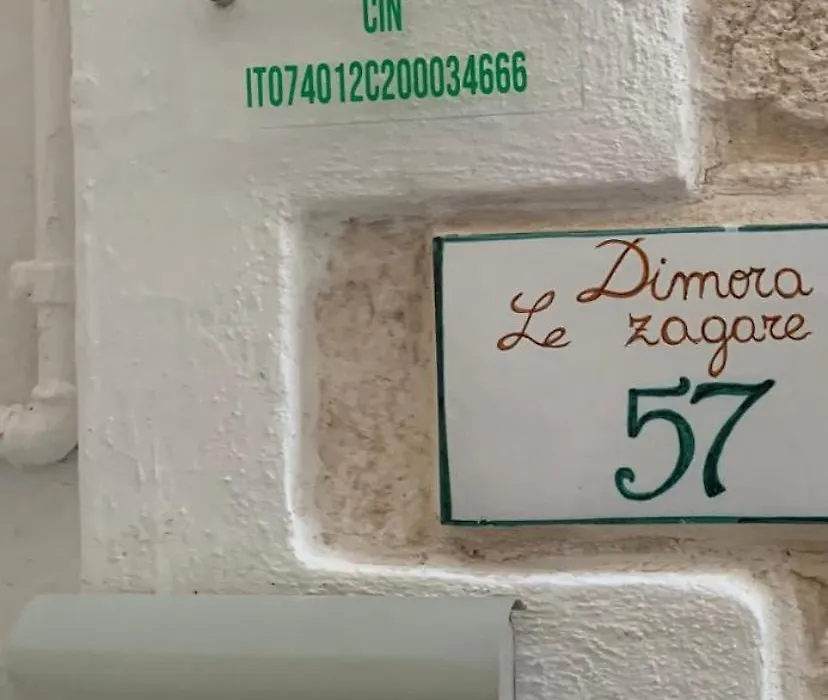 CIN
IT074012C200034666
Dimora
Le zagare
57